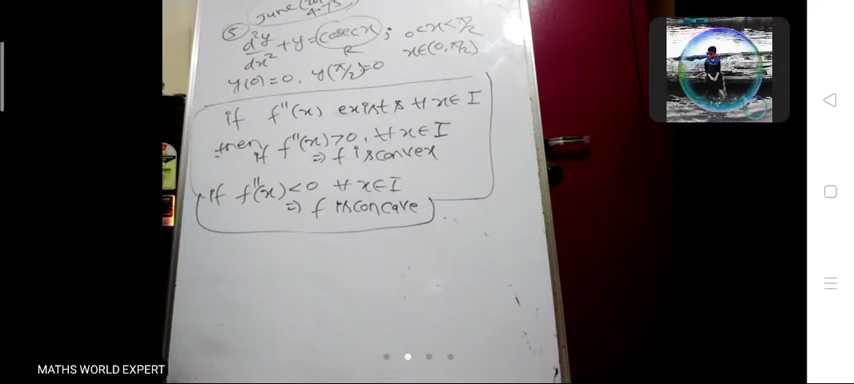 June (20
⑤ d²y/dx² + y = cosec x ; 0<x<π/2
x∈(0,π/2)
y(0)=0, y(π/2)=0
if f"(x) exists ∀ x∈I
then if f"(x)>0, ∀ x∈I
⇒ f is convex
if f"(x)<0 ∀ x∈I
⇒ f is concave
MATHS WORLD EXPERT